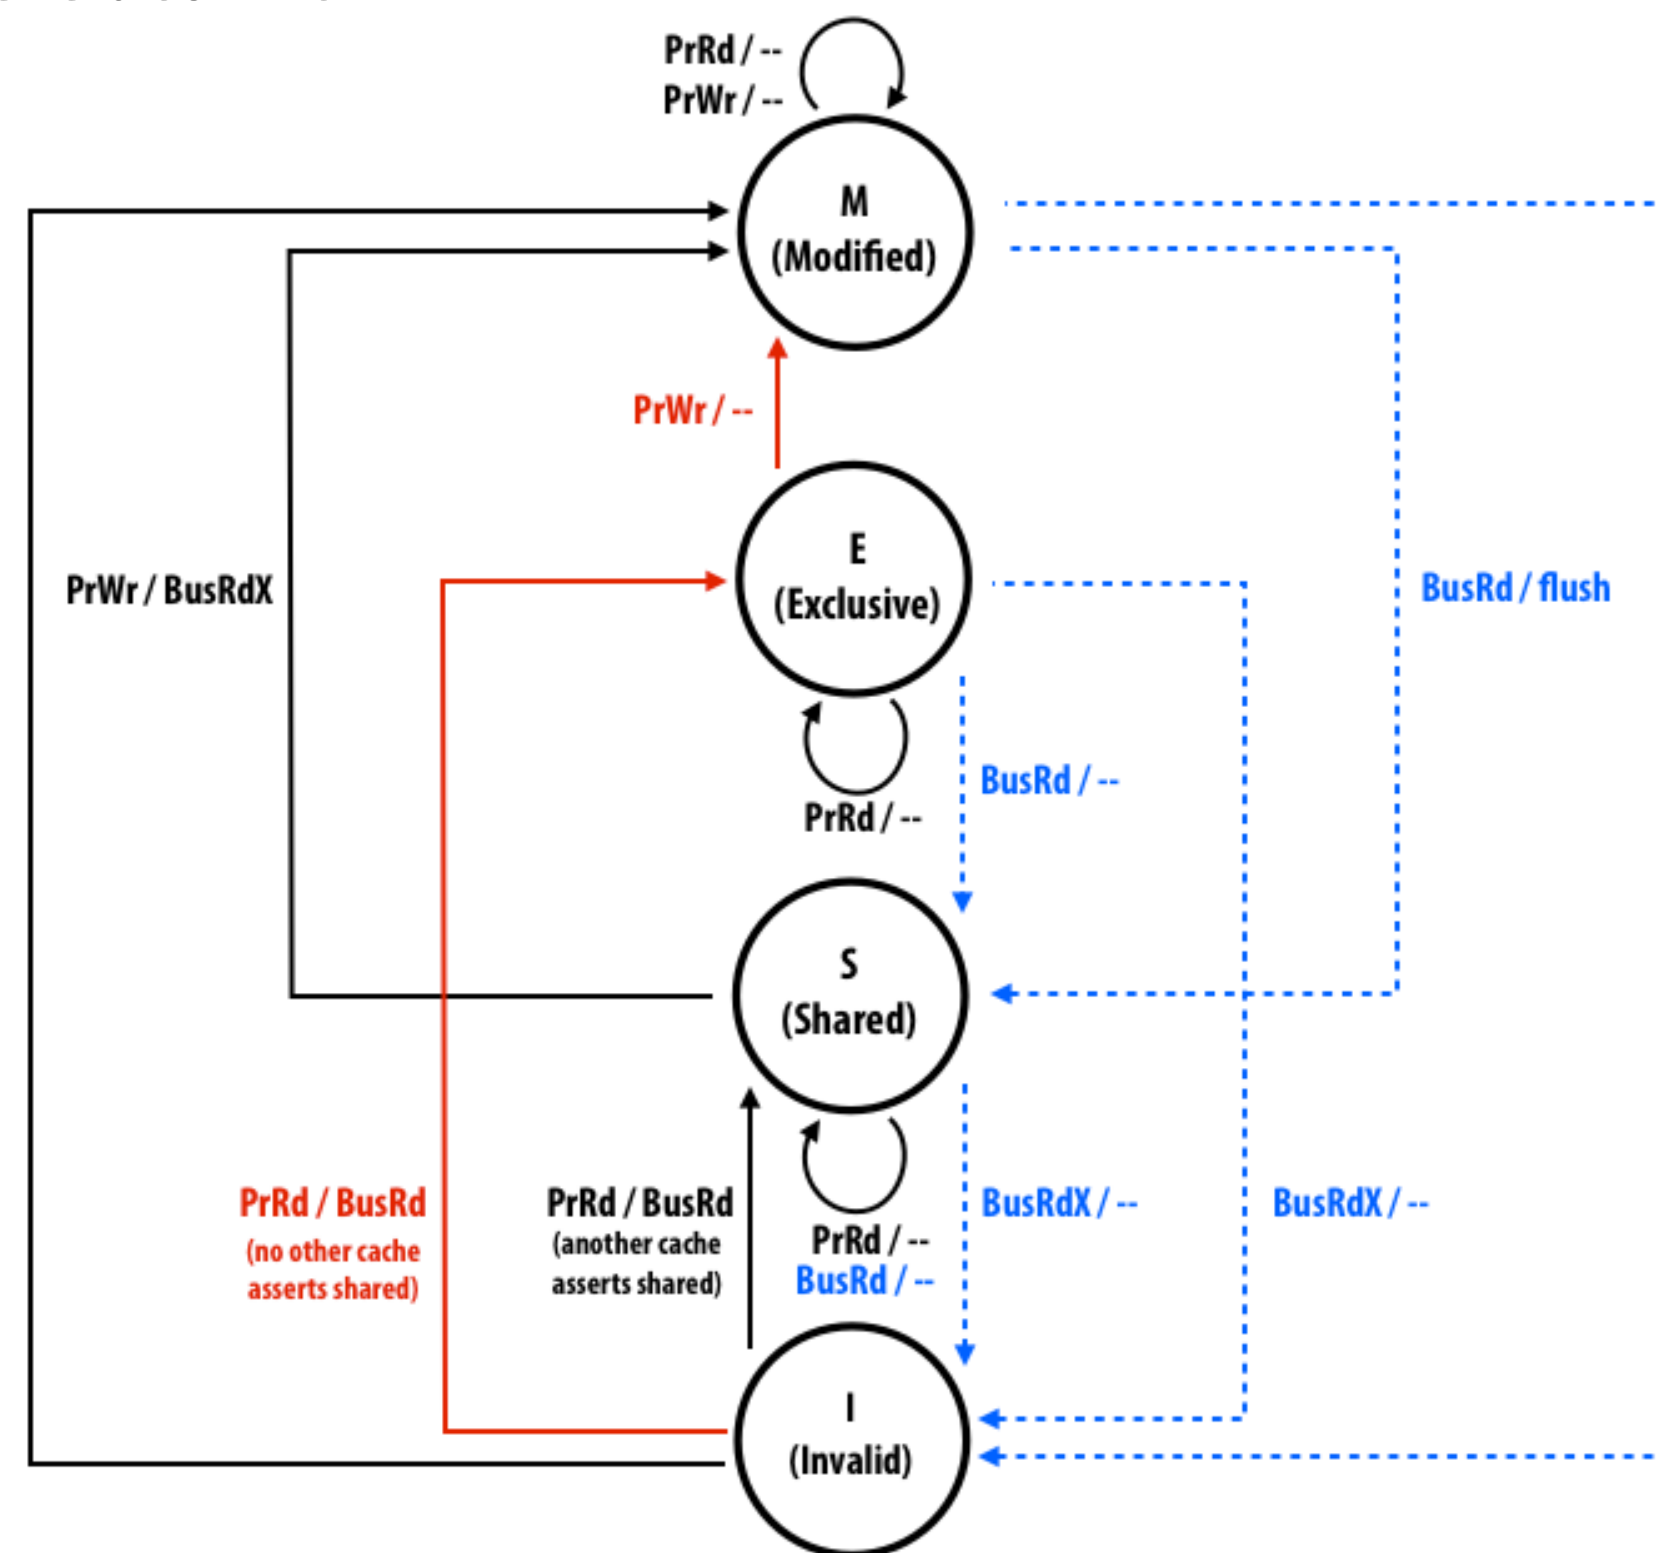 PrRd / --
PrWr / --
M
(Modified)
PrWr / --
E
(Exclusive)
PrWr / BusRdX
BusRd / flush
BusRd / --
PrRd / --
S
(Shared)
PrRd / BusRd
(no other cache
asserts shared)
PrRd / BusRd
(another cache
asserts shared)
PrRd / --
BusRd / --
BusRdX / --
BusRdX / --
I
(Invalid)